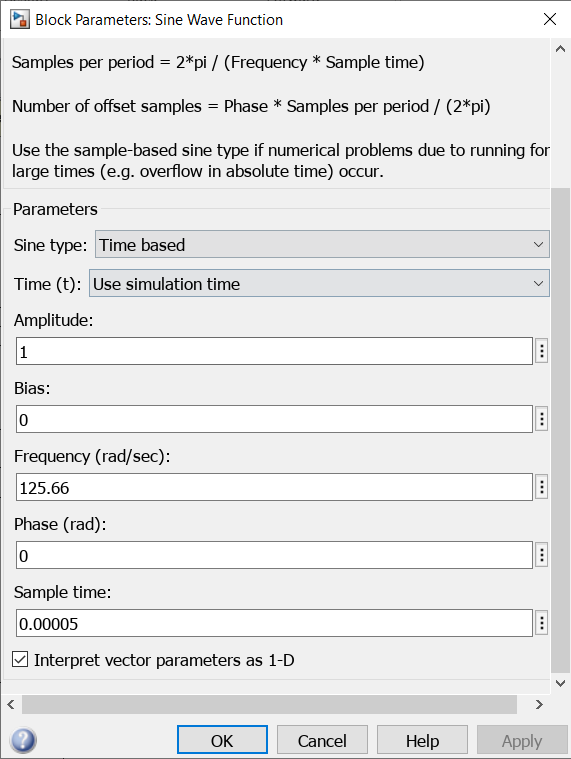 Block Parameters: Sine Wave Function
Samples per period = 2*pi / (Frequency * Sample time)
Number of offset samples = Phase * Samples per period / (2*pi)
Use the sample-based sine type if numerical problems due to running for
large times (e.g. overflow in absolute time) occur.
Parameters
Sine type: Time based
Time (t): Use simulation time
Amplitude:
1
Bias:
0
Frequency (rad/sec):
125.66
Phase (rad):
0
Sample time:
0.00005
Interpret vector parameters as 1-D
? OK Cancel Help Apply